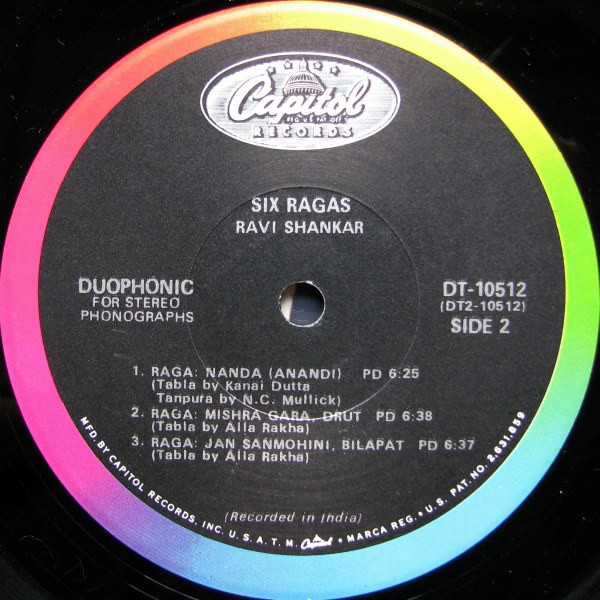 Capitol
REG. U.S. PAT. OFF.
RECORDS
SIX RAGAS
RAVI SHANKAR
DUOPHONIC
FOR STEREO
PHONOGRAPHS
DT-10512
(DT2-10512)
SIDE 2
1. RAGA: NANDA (ANANDI) PD 6:25
(Tabla by Kanai Dutta
Tanpura by N.C. Mullick)
2. RAGA: MISHRA GARA, DRUT PD 6:38
(Tabla by Alla Rakha)
3. RAGA: JAN SANMOHINI, BILAPAT PD 6:37
(Tabla by Alla Rakha)
(Recorded in India)
MFD. BY CAPITOL RECORDS, INC. U.S.A. T.M. Capitol • MARCA REG. • U.S. PAT. NO. 2,631,859